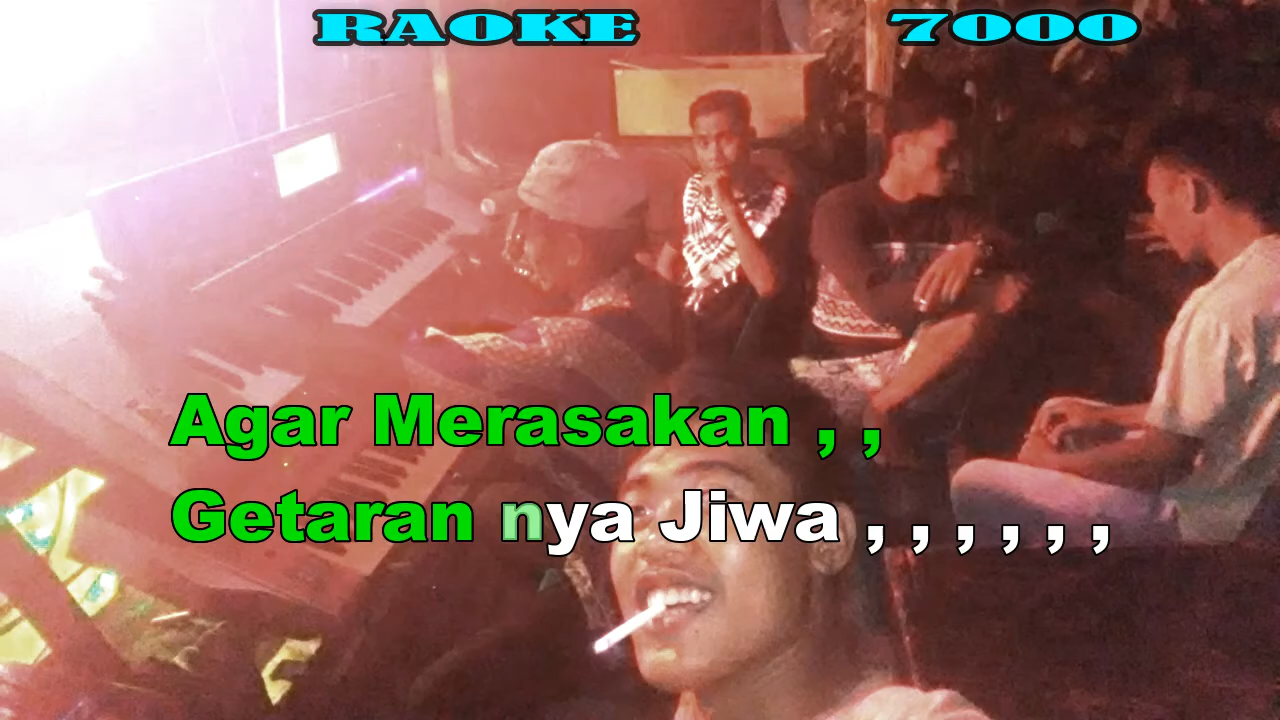 RAOKE 7000
Agar Merasakan , ,
Getaran nya Jiwa , , , , , ,